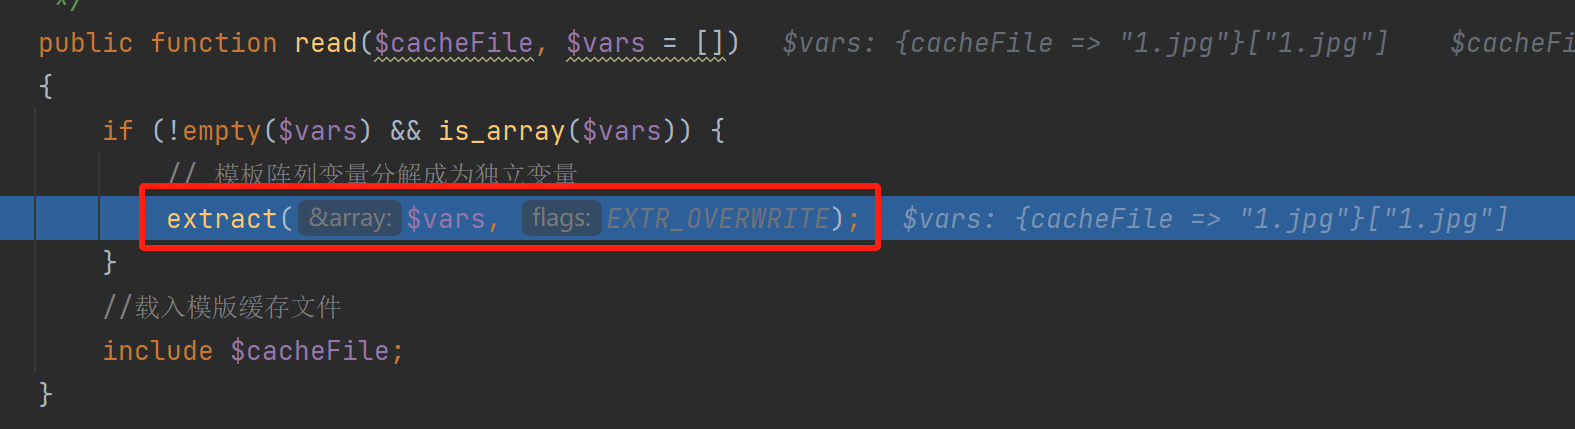 */
public function read($cacheFile, $vars = []) $vars: {cacheFile => "1.jpg"}["1.jpg"] $cacheFi
{
if (!empty($vars) && is_array($vars)) {
// 模板阵列变量分解成为独立变量
extract( &array: $vars, flags: EXTR_OVERWRITE); $vars: {cacheFile => "1.jpg"}["1.jpg"]
}
//载入模版缓存文件
include $cacheFile;
}